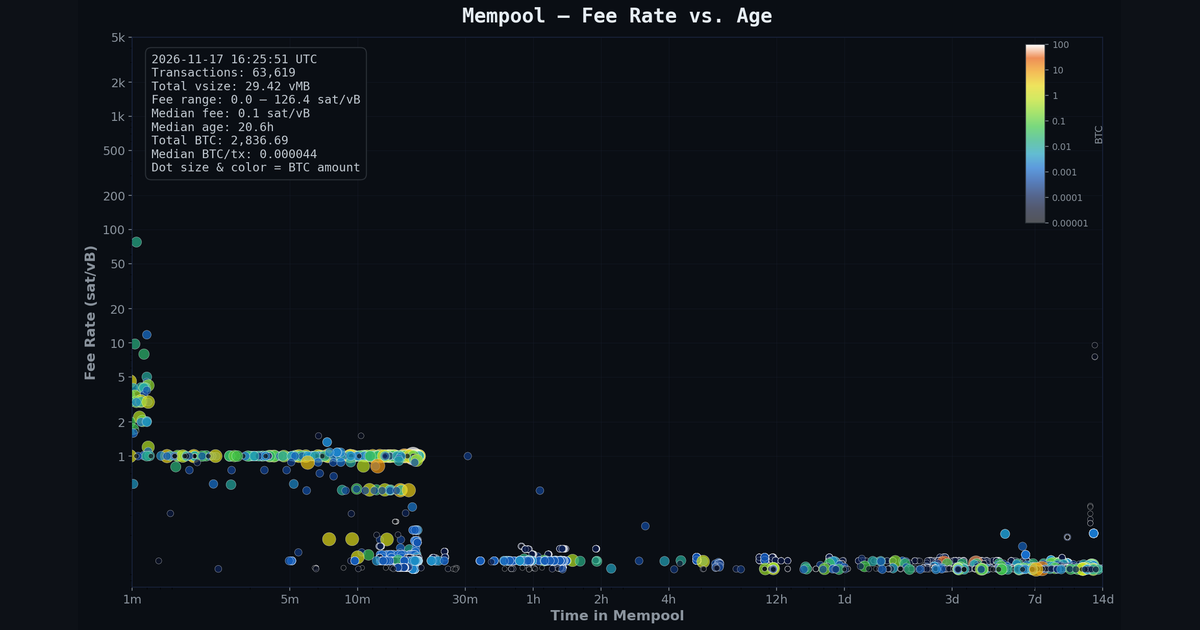 Mempool — Fee Rate vs. Age
2026-11-17 16:25:51 UTC
Transactions: 63,619
Total vsize: 29.42 vMB
Fee range: 0.0 – 126.4 sat/vB
Median fee: 0.1 sat/vB
Median age: 20.6h
Total BTC: 2,836.69
Median BTC/tx: 0.000044
Dot size & color = BTC amount
100
10
1
0.1
0.01
0.001
0.0001
0.00001
BTC
5k
2k
1k
500
200
100
50
20
10
5
2
1
Fee Rate (sat/vB)
1m 5m 10m 30m 1h 2h 4h 12h 1d 3d 7d 14d
Time in Mempool